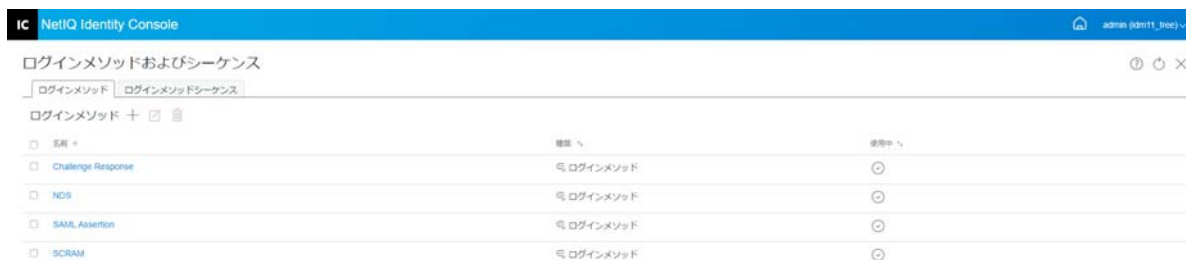 IC NetIQ Identity Console admin (idm11_tree)
ログインメソッドおよびシーケンス
ログインメソッド ログインメソッドシーケンス
ログインメソッド
名前 種類 使用中
Challenge Response ログインメソッド
NDS ログインメソッド
SAML Assertion ログインメソッド
SCRAM ログインメソッド